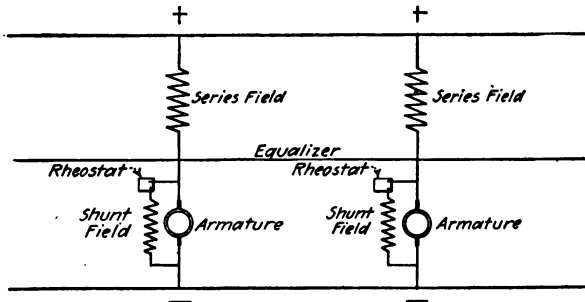 + +
Series Field Series Field
Equalizer
Rheostat Rheostat
Shunt Field Armature Shunt Field Armature
− −